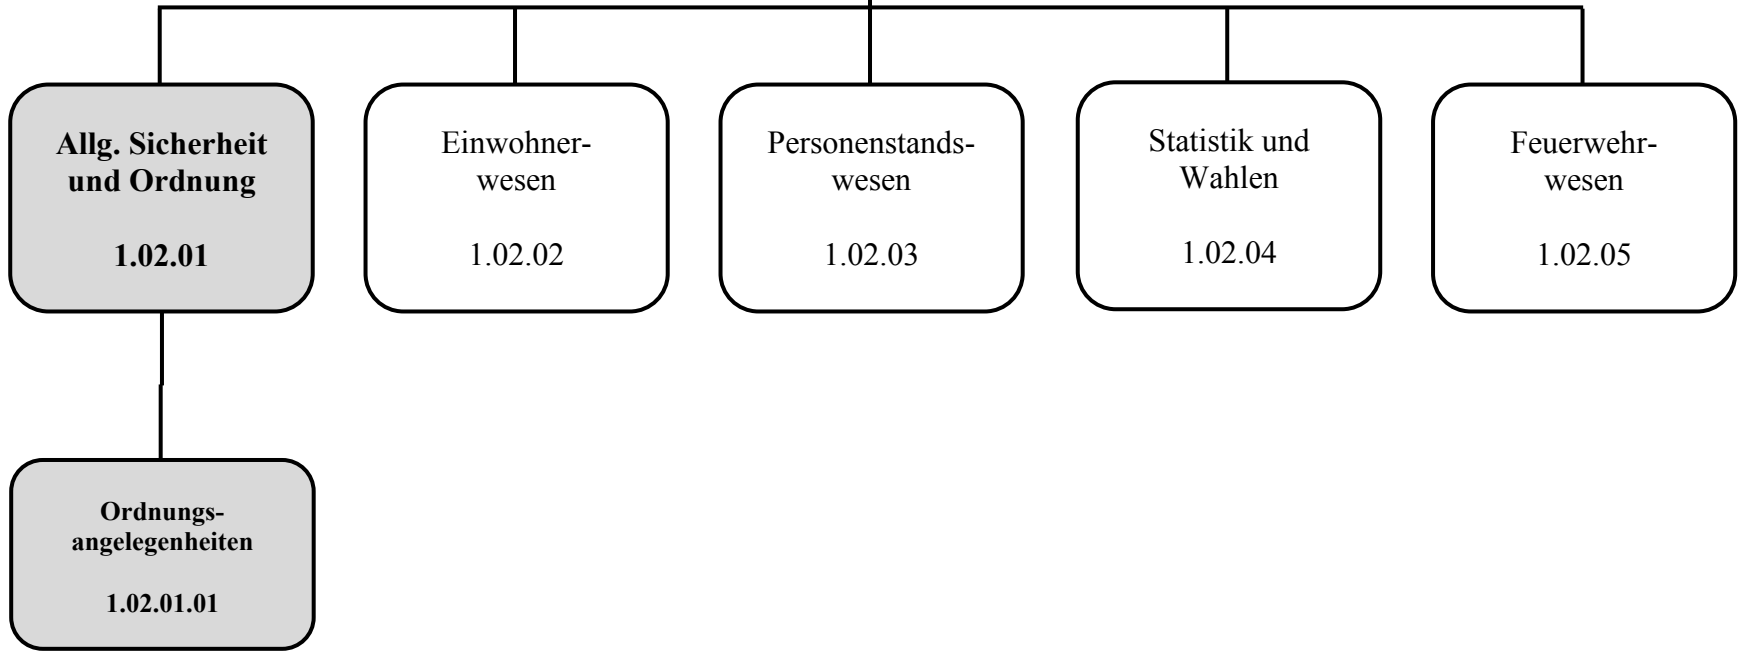 Allg. Sicherheit
und Ordnung
1.02.01
Einwohner-
wesen
1.02.02
Personenstands-
wesen
1.02.03
Statistik und
Wahlen
1.02.04
Feuerwehr-
wesen
1.02.05
Ordnungs-
angelegenheiten
1.02.01.01